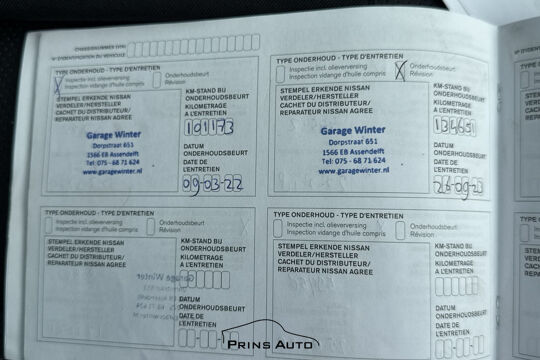 CHASSISNUMMER (VIN)
N° D'IDENTIFICATION DU VEHICULE
TYPE ONDERHOUD - TYPE D'ENTRETIEN
Inspectie incl. olieverversing
Inspection vidange d'huile compris
Onderhoudsbeurt
Révision
STEMPEL ERKENDE NISSAN
VERDELER/HERSTELLER
CACHET DU DISTRIBUTEUR/
REPARATEUR NISSAN AGREE
KM-STAND BIJ
ONDERHOUDSBEURT
KILOMETRAGE
A L'ENTRETIEN
101173
Garage Winter
Dorpstraat 651
1566 EB Assendelft
Tel: 075 - 68 71 624
www.garagewinter.nl
DATUM
ONDERHOUDSBEURT
DATE DE
L'ENTRETIEN
09-03-22
TYPE ONDERHOUD - TYPE D'ENTRETIEN
Inspectie incl. olieverversing
Inspection vidange d'huile compris
Onderhoudsbeurt
Révision
STEMPEL ERKENDE NISSAN
VERDELER/HERSTELLER
CACHET DU DISTRIBUTEUR/
REPARATEUR NISSAN AGREE
KM-STAND BIJ
ONDERHOUDSBEURT
KILOMETRAGE
A L'ENTRETIEN
Garage Winter
Dorpstraat 651
1566 EB Assendelft
Tel: 075 - 68 71 624
www.garagewinter.nl
DATUM
ONDERHOUDSBEURT
DATE DE
L'ENTRETIEN
TYPE ONDERHOUD - TYPE D'ENTRETIEN
Inspectie incl. olieverversing
Inspection vidange d'huile compris
Onderhoudsbeurt
Révision
STEMPEL ERKENDE NISSAN
VERDELER/HERSTELLER
CACHET DU DISTRIBUTEUR/
REPARATEUR NISSAN AGREE
KM-STAND BIJ
ONDERHOUDSBEURT
KILOMETRAGE
A L'ENTRETIEN
DATUM
ONDERHOUDSBEURT
DATE DE
L'ENTRETIEN
TYPE ONDERHOUD - TYPE D'ENTRETIEN
Inspectie incl. olieverversing
Inspection vidange d'huile compris
Onderhoudsbeurt
Révision
STEMPEL ERKENDE NISSAN
VERDELER/HERSTELLER
CACHET DU DISTRIBUTEUR/
REPARATEUR NISSAN AGREE
KM-STAND BIJ
ONDERHOUDSBEURT
KILOMETRAGE
A L'ENTRETIEN
DATUM
ONDERHOUDSBEURT
DATE DE
L'ENTRETIEN
PRINS AUTO